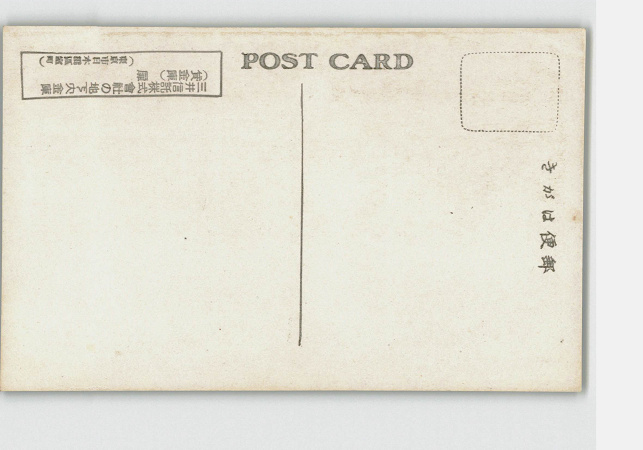 POST CARD
郵便はがき
三井信託株式會社の地下大金庫
（貸金庫）扉
（東京市日本橋區室町）